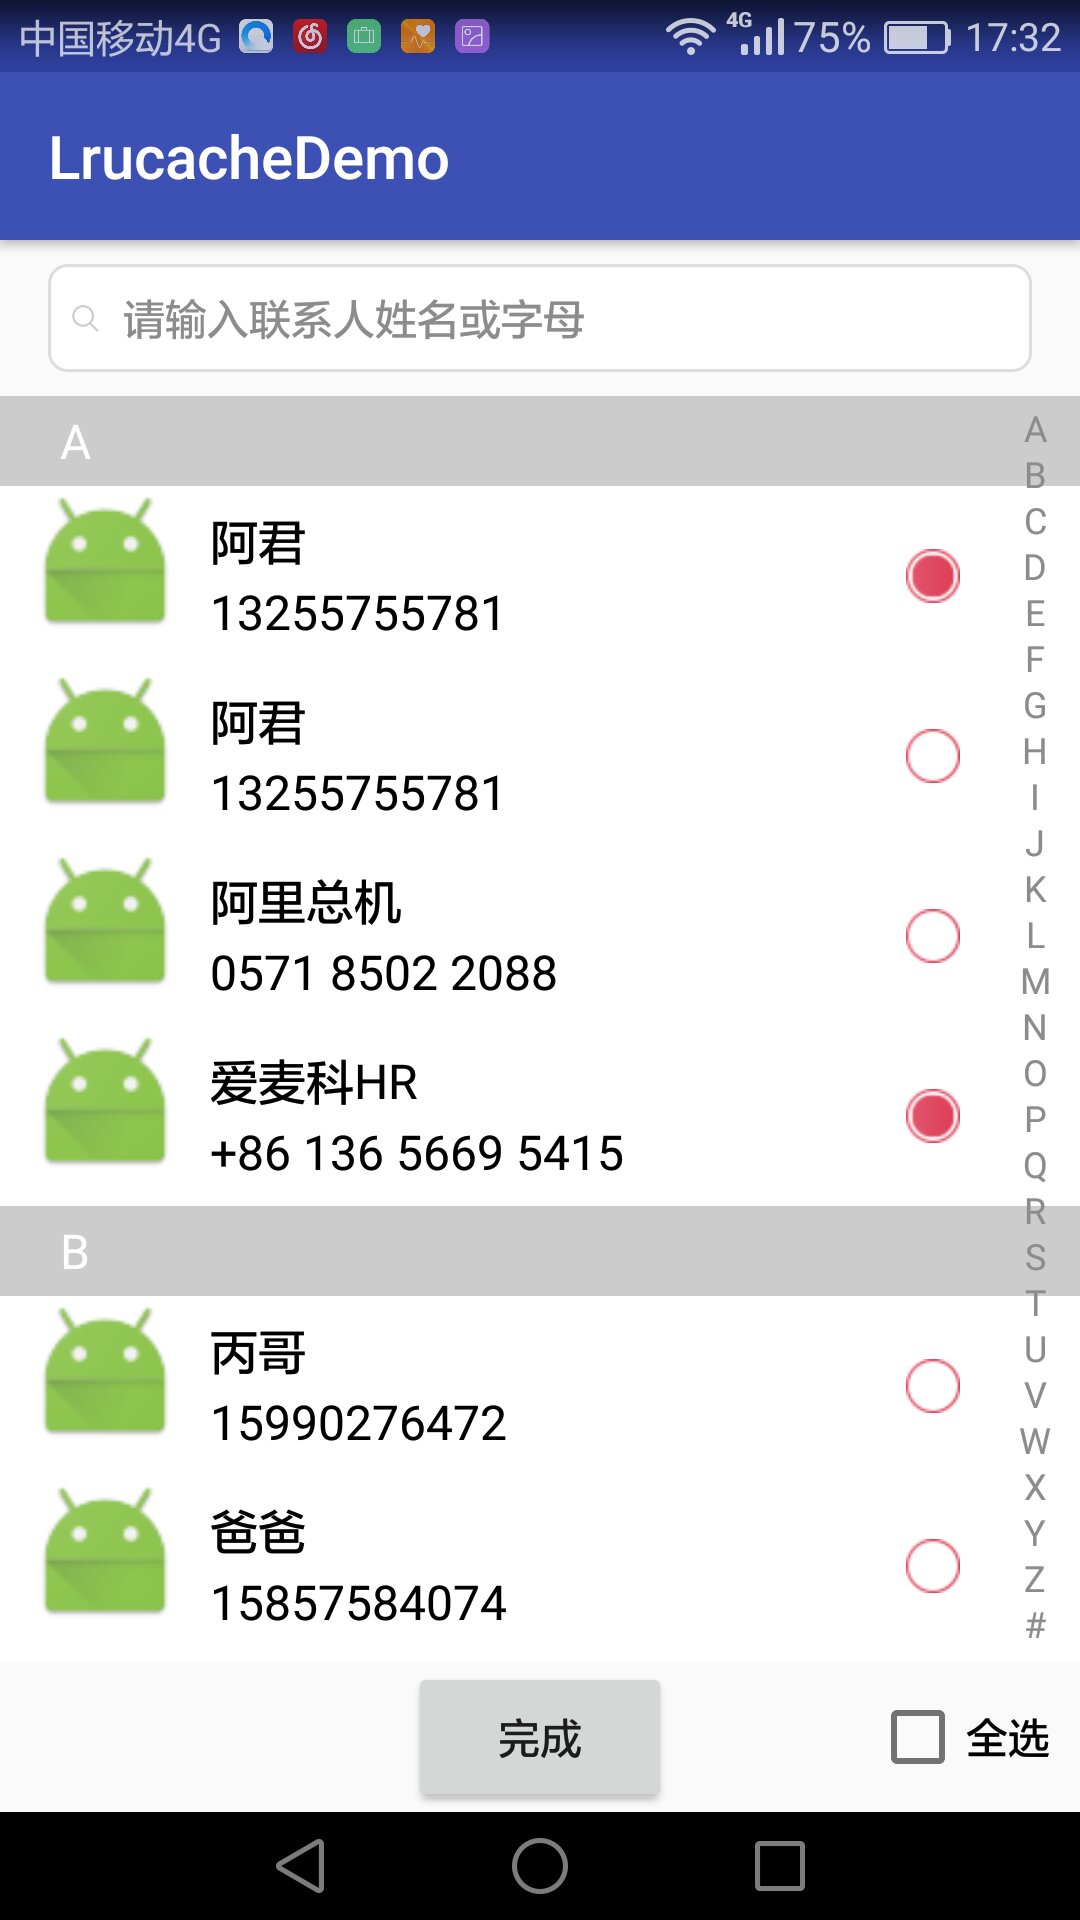 中国移动4G 4G 75% 17:32
LrucacheDemo
请输入联系人姓名或字母
A
阿君
13255755781
阿君
13255755781
阿里总机
0571 8502 2088
爱麦科HR
+86 136 5669 5415
B
丙哥
15990276472
爸爸
15857584074
A
B
C
D
E
F
G
H
I
J
K
L
M
N
O
P
Q
R
S
T
U
V
W
X
Y
Z
#
完成 全选